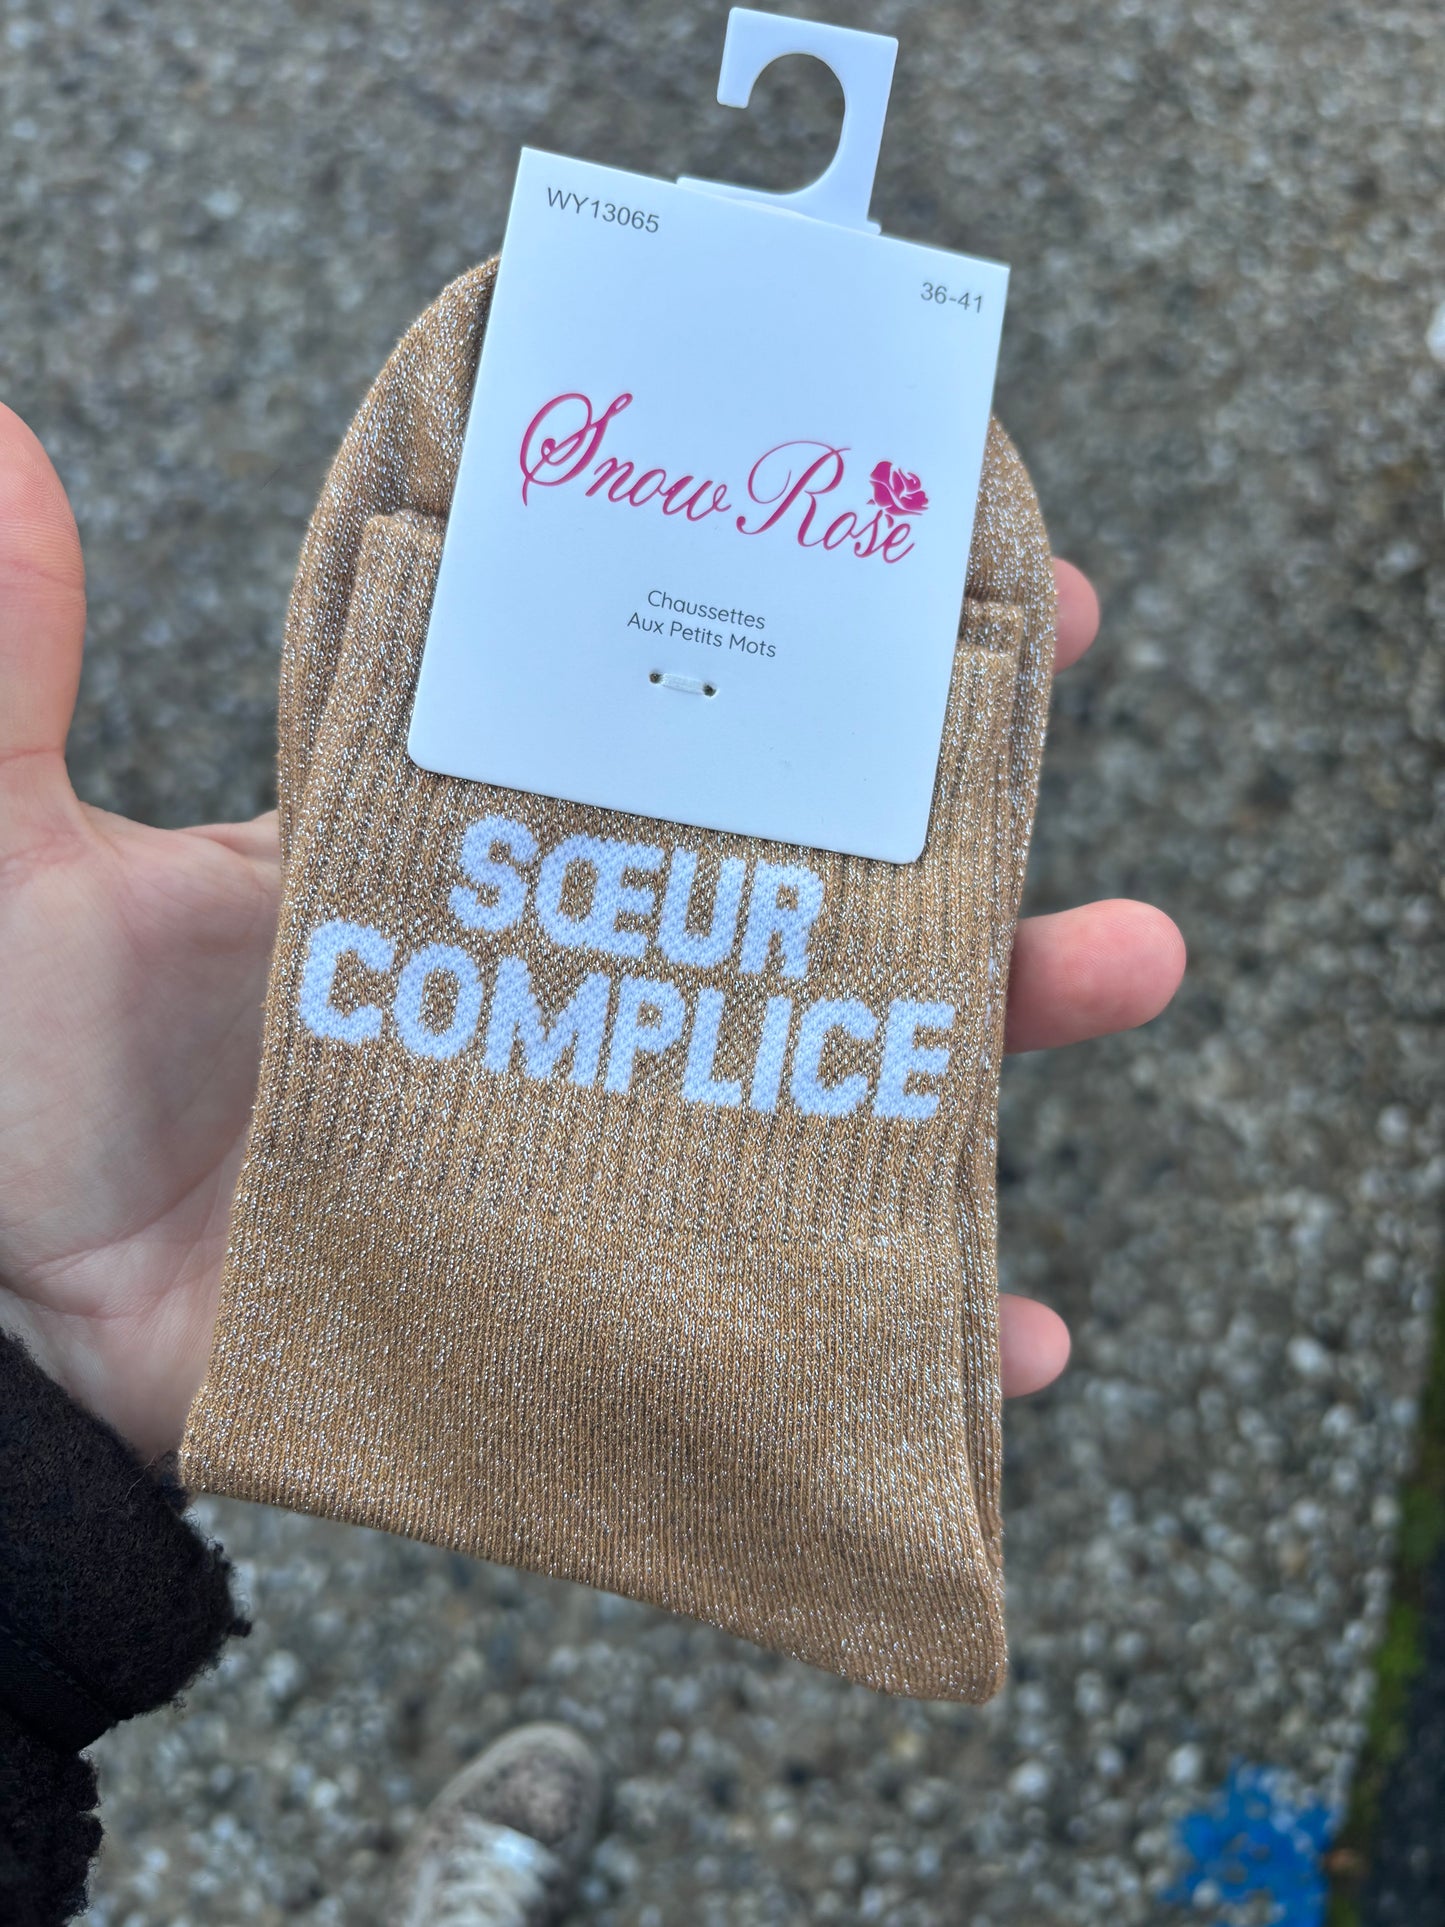 WY13065
36-41
Snow Rose
Chaussettes
Aux Petits Mots
SŒUR
COMPLICE